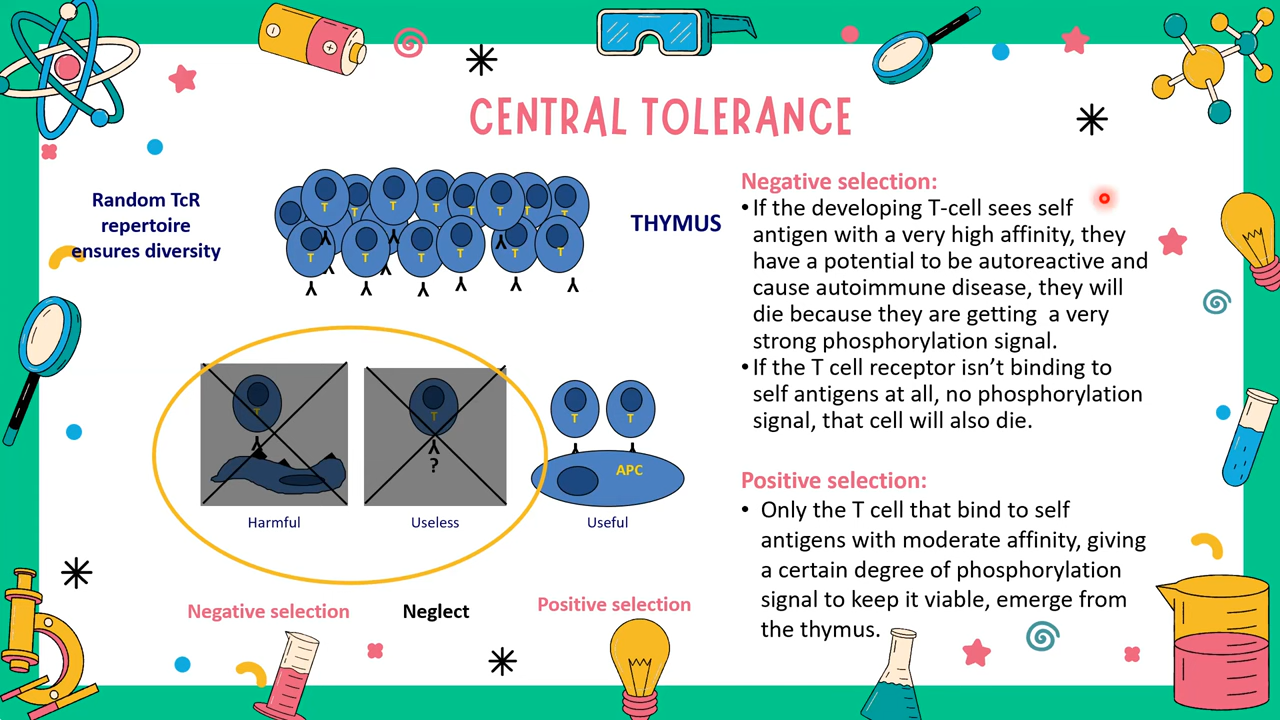 CENTRAL TOLERANCE
Random TcR
repertoire
ensures diversity
T T T T T T T
T T T T T T
THYMUS
T
T
?
T T
APC
Harmful
Useless
Useful
Negative selection
Neglect
Positive selection
Negative selection:
• If the developing T-cell sees self
antigen with a very high affinity, they
have a potential to be autoreactive and
cause autoimmune disease, they will
die because they are getting a very
strong phosphorylation signal.
• If the T cell receptor isn’t binding to
self antigens at all, no phosphorylation
signal, that cell will also die.
Positive selection:
• Only the T cell that bind to self
antigens with moderate affinity, giving
a certain degree of phosphorylation
signal to keep it viable, emerge from
the thymus.